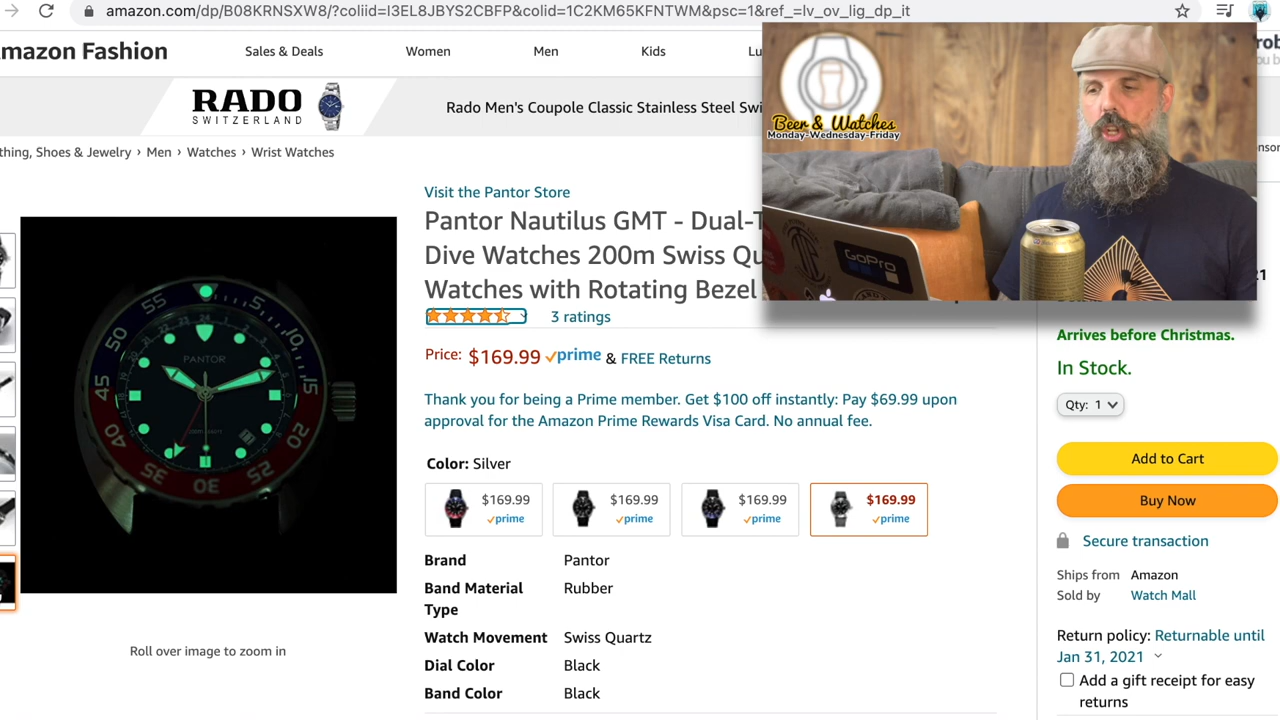 amazon.com/dp/B08KRNSXW8/?coliid=I3EL8JBYS2CBFP&colid=1C2KM65KFNTWM&psc=1&ref_=lv_ov_lig_dp_it
mazon Fashion
Sales & Deals
Women
Men
Kids
Lu
RADO
SWITZERLAND
Rado Men's Coupole Classic Stainless Steel Swi
Beer & Watches
Monday-Wednesday-Friday
GoPro
thing, Shoes & Jewelry › Men › Watches › Wrist Watches
Visit the Pantor Store
Pantor Nautilus GMT - Dual-T
Dive Watches 200m Swiss Qu
Watches with Rotating Bezel
3 ratings
Price: $169.99 prime & FREE Returns
Thank you for being a Prime member. Get $100 off instantly: Pay $69.99 upon
approval for the Amazon Prime Rewards Visa Card. No annual fee.
Color: Silver
$169.99
prime
$169.99
prime
$169.99
prime
$169.99
prime
Brand Pantor
Band Material Rubber
Type
Watch Movement Swiss Quartz
Dial Color Black
Band Color Black
55
5
50
10
45
15
40
20
35
30
25
24
PANTOR
Roll over image to zoom in
21
Arrives before Christmas.
In Stock.
Qty: 1
Add to Cart
Buy Now
Secure transaction
Ships from Amazon
Sold by Watch Mall
Return policy: Returnable until
Jan 31, 2021
Add a gift receipt for easy
returns